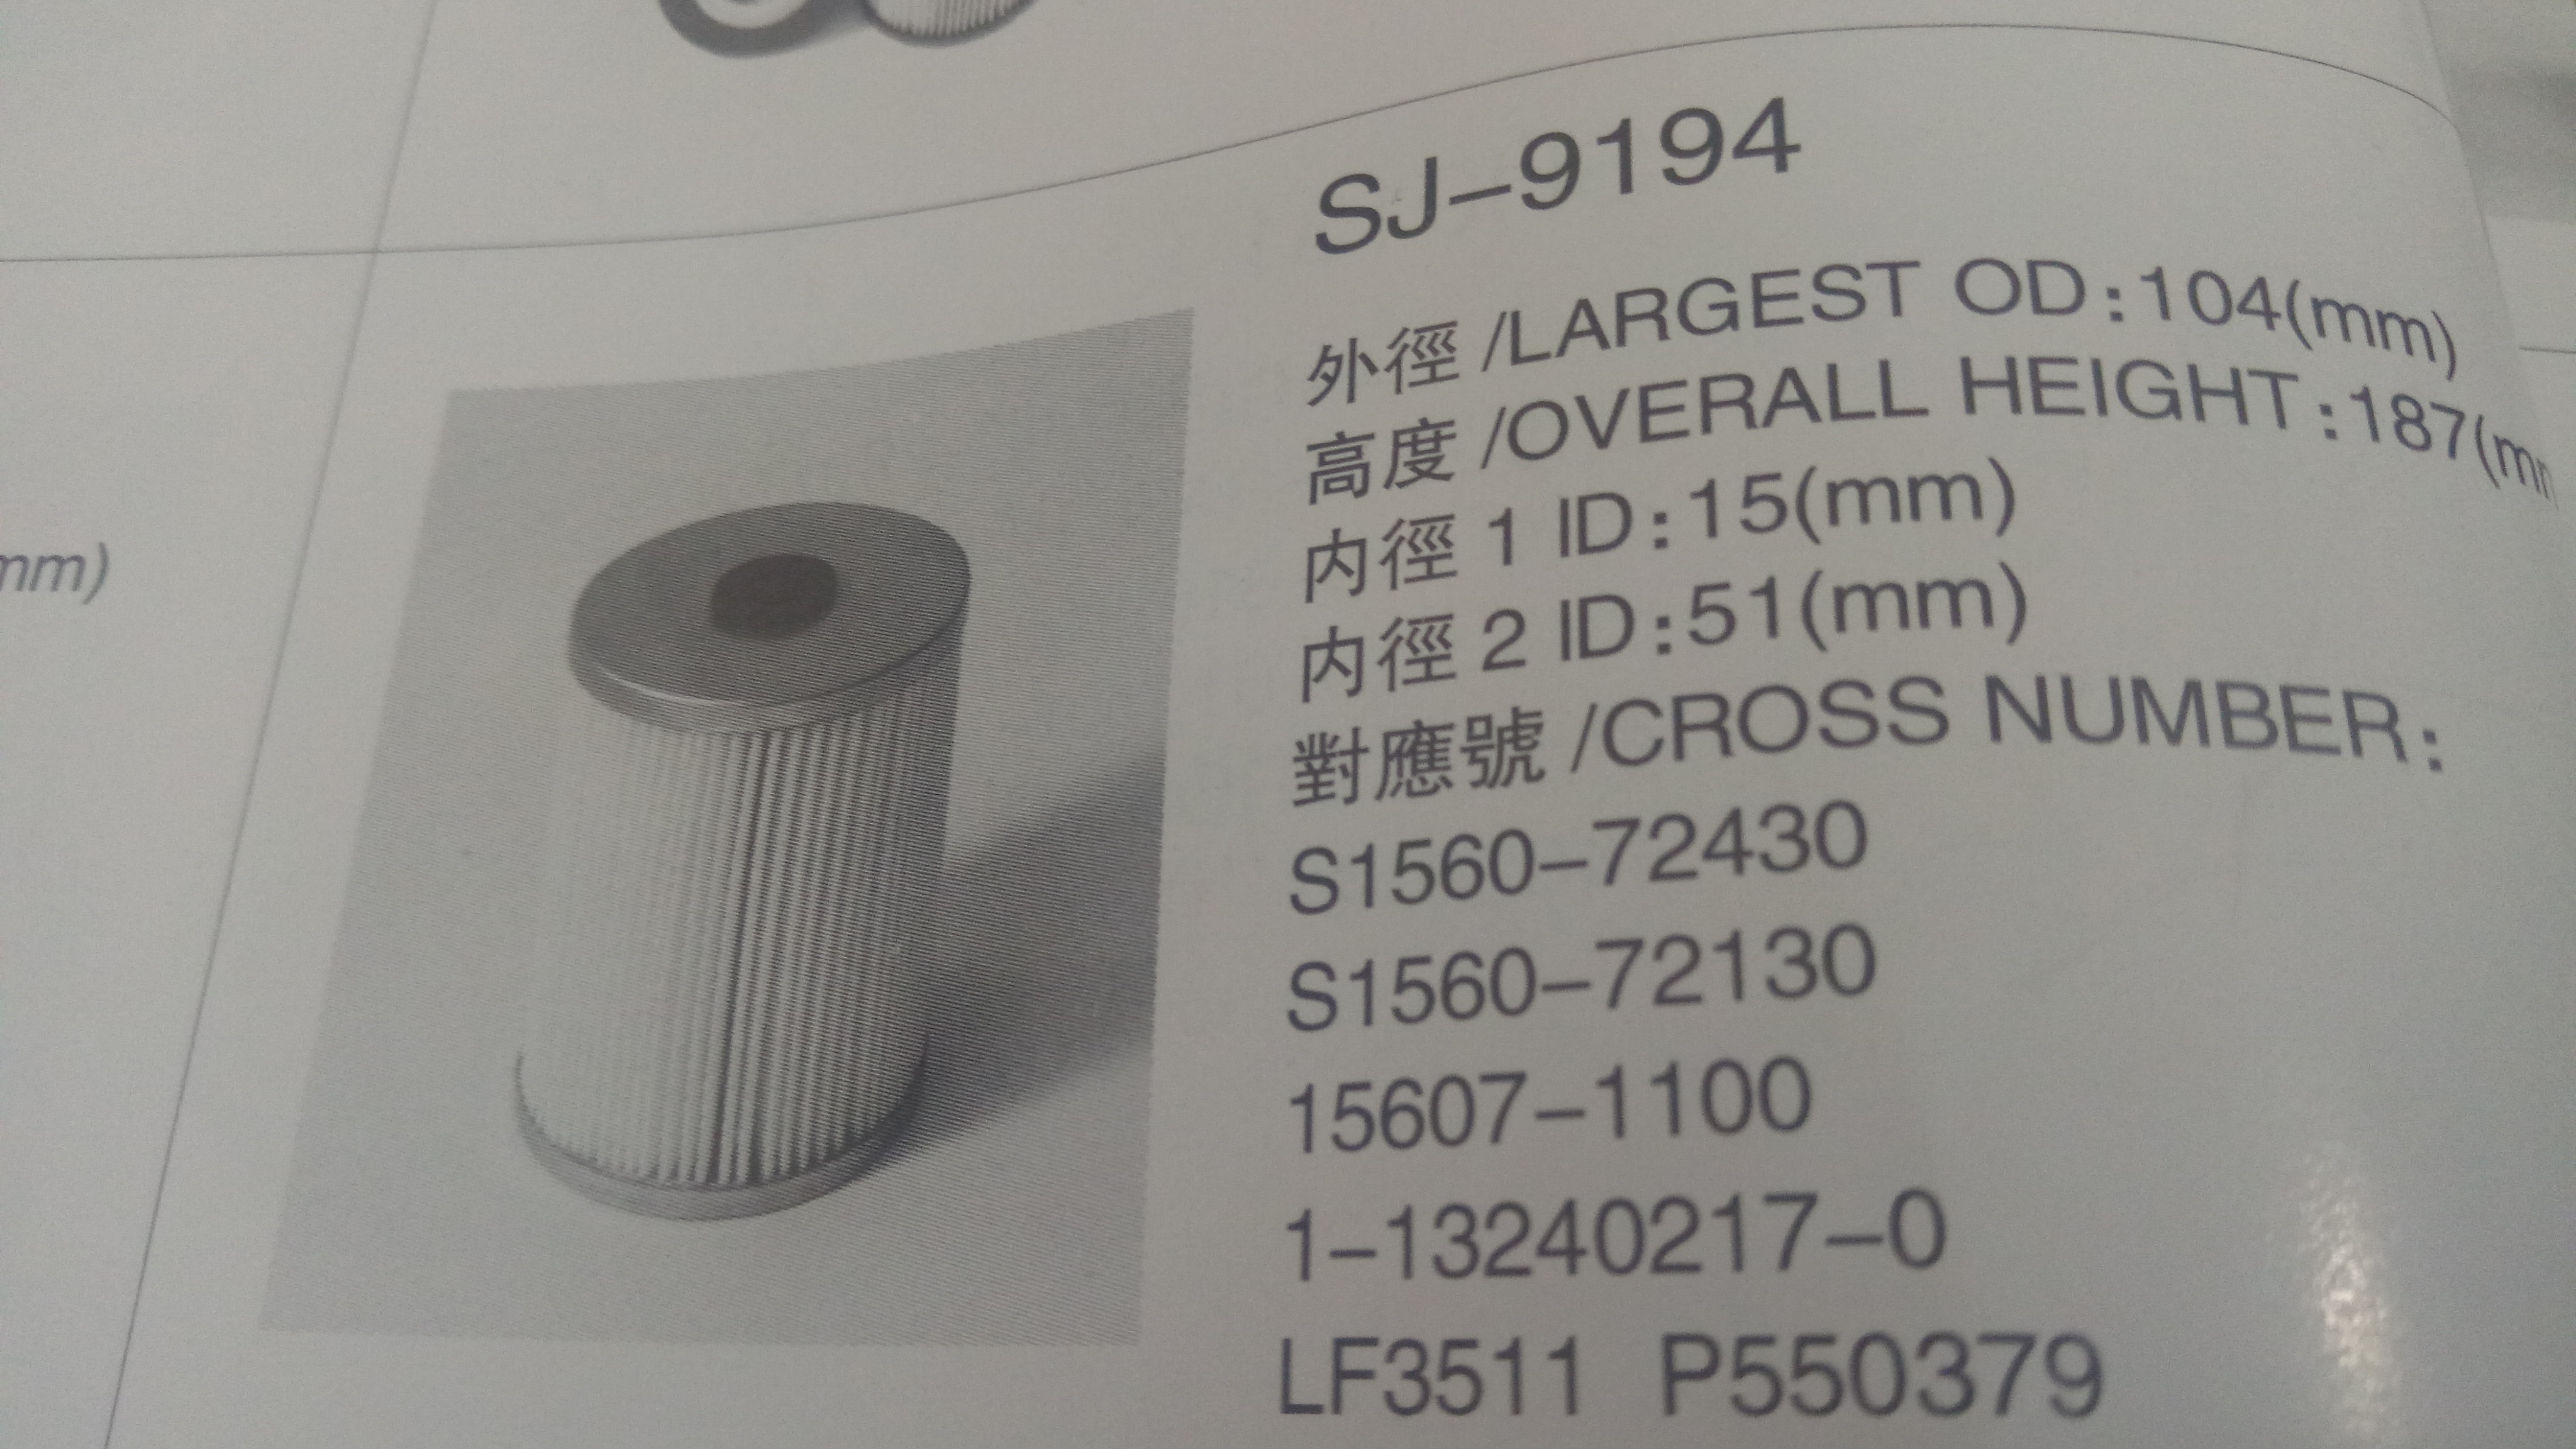 SJ-9194
外徑 /LARGEST OD:104(mm)
高度 /OVERALL HEIGHT:187(m
内徑 1 ID:15(mm)
内徑 2 ID:51(mm)
對應號 /CROSS NUMBER:
S1560-72430
S1560-72130
15607-1100
1-13240217-0
LF3511 P550379
mm)